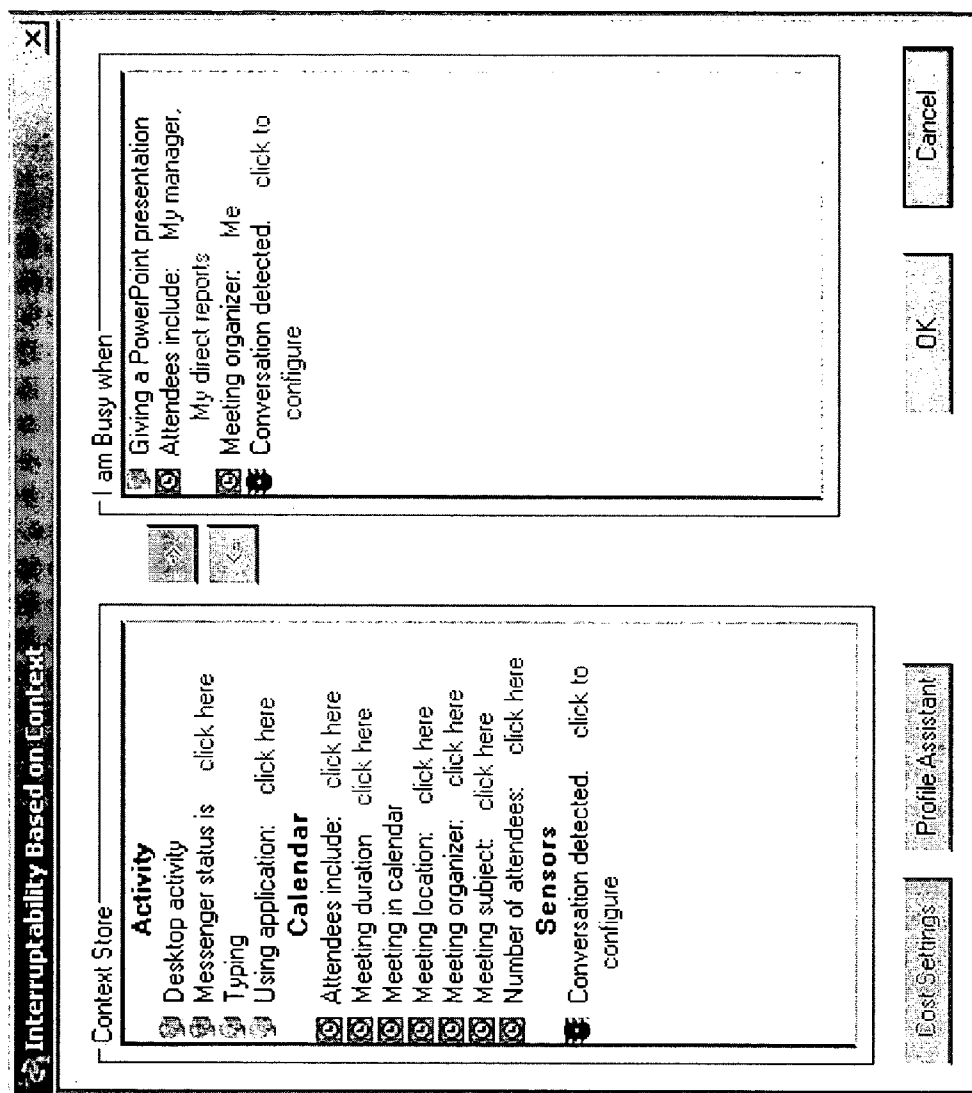 Interruptability Based on Context
Context Store
Activity
Desktop activity
Messenger status is click here
Typing
Using application: click here
Calendar
Attendees include: click here
Meeting duration click here
Meeting in calendar
Meeting location: click here
Meeting organizer: click here
Meeting subject: click here
Number of attendees: click here
Sensors
Conversation detected. click to
configure
->
<-
I am Busy when
Giving a PowerPoint presentation
Attendees include: My manager,
My direct reports
Meeting organizer: Me
Conversation detected. click to
configure
Cost Settings
Profile Assistant
OK
Cancel